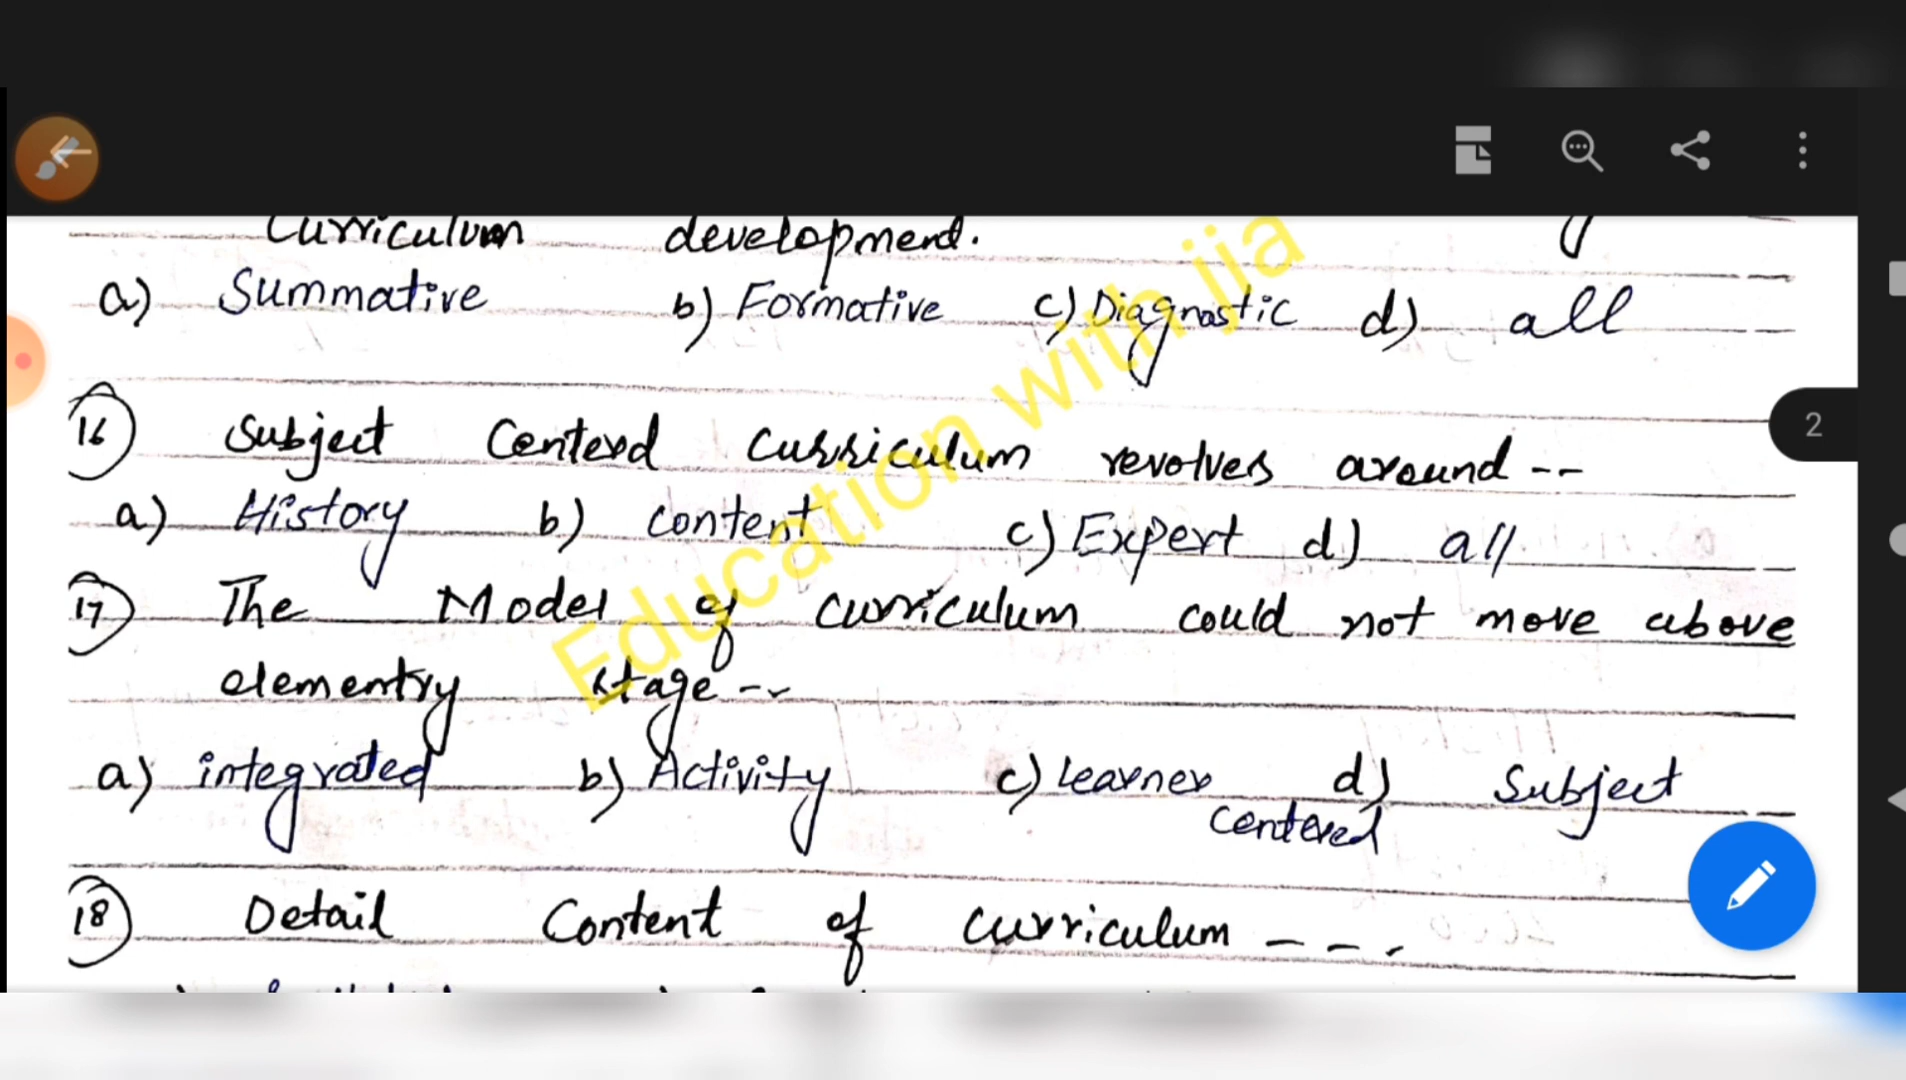 Curriculum development.
a) Summative b) Formative c) Diagnostic d) all
16 Subject Centerd Curriculum revolves around --
a) History b) content c) Expert d) all
17 The Model of curriculum could not move above
elementry stage --
a) integrated b) Activity c) learner d) Subject
centered
18 Detail Content of curriculum ---.
2
Education with jia